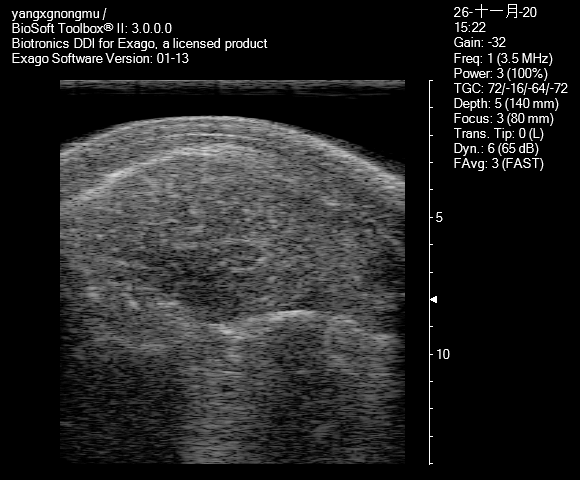 yangxgnongmu /
BioSoft Toolbox® II: 3.0.0.0
Biotronics DDI for Exago, a licensed product
Exago Software Version: 01-13
26-十一月-20
15:22
Gain: -32
Freq: 1 (3.5 MHz)
Power: 3 (100%)
TGC: 72/-16/-64/-72
Depth: 5 (140 mm)
Focus: 3 (80 mm)
Trans. Tip: 0 (L)
Dyn.: 6 (65 dB)
FAvg: 3 (FAST)
5
10